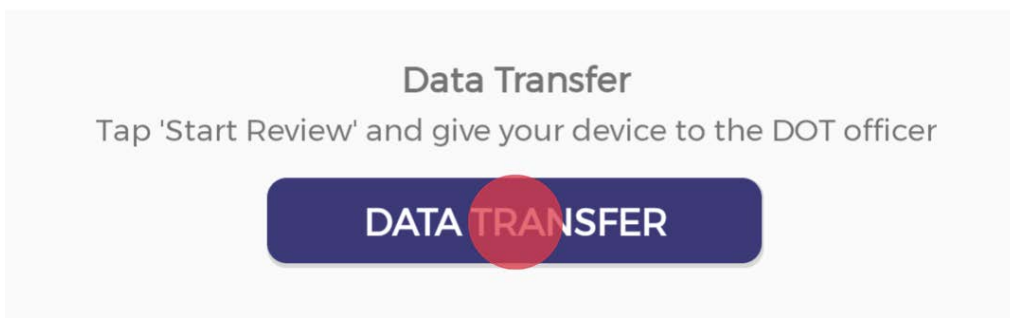 Data Transfer
Tap 'Start Review' and give your device to the DOT officer
DATA TRANSFER